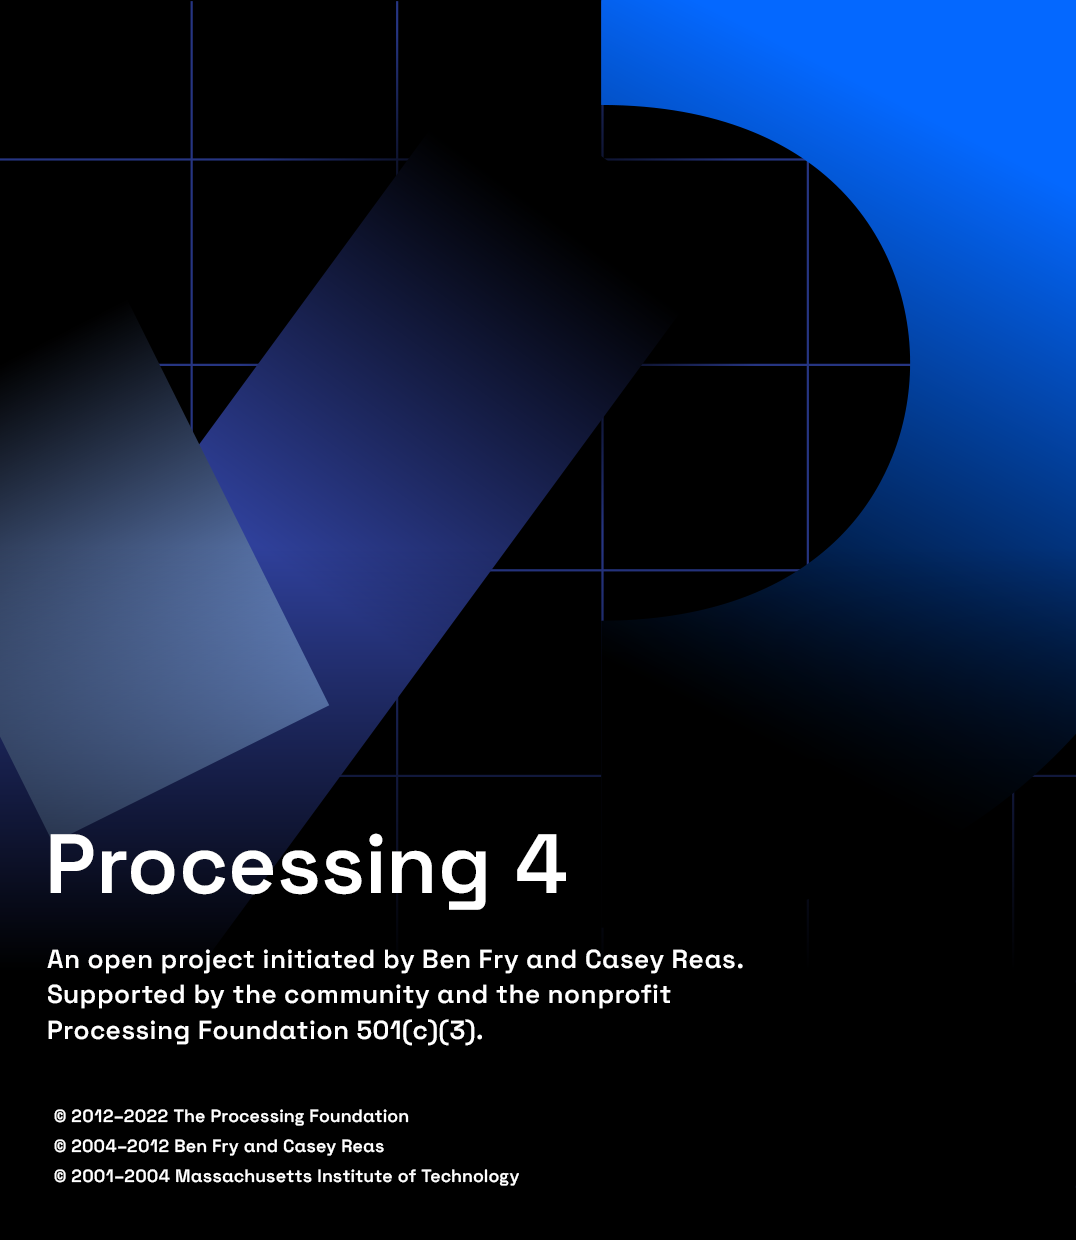 Processing 4
An open project initiated by Ben Fry and Casey Reas.
Supported by the community and the nonprofit
Processing Foundation 501(c)(3).
© 2012–2022 The Processing Foundation
© 2004–2012 Ben Fry and Casey Reas
© 2001–2004 Massachusetts Institute of Technology